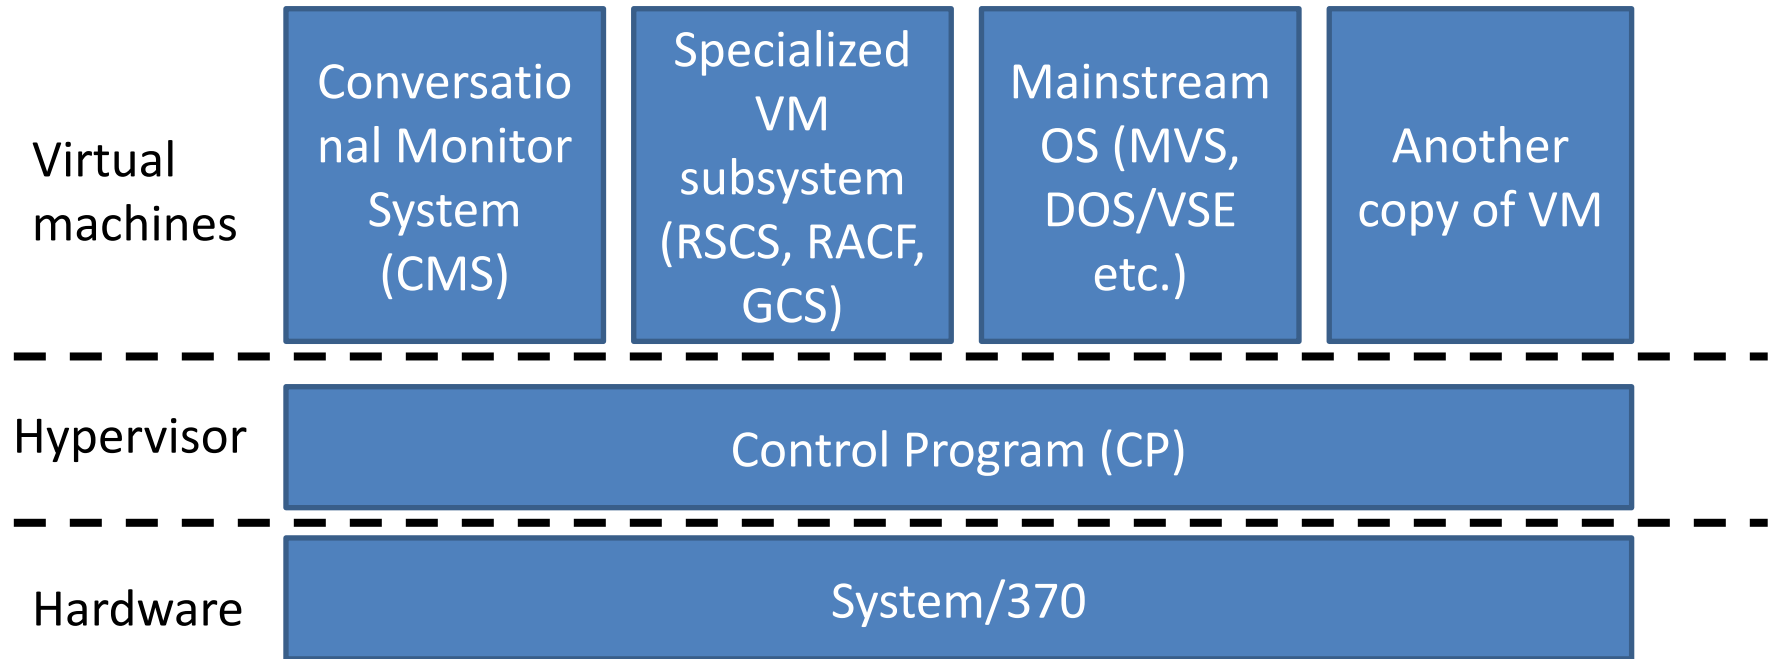 Virtual
machines
Conversatio
nal Monitor
System
(CMS)
Specialized
VM
subsystem
(RSCS, RACF,
GCS)
Mainstream
OS (MVS,
DOS/VSE
etc.)
Another
copy of VM
Hypervisor
Control Program (CP)
Hardware
System/370